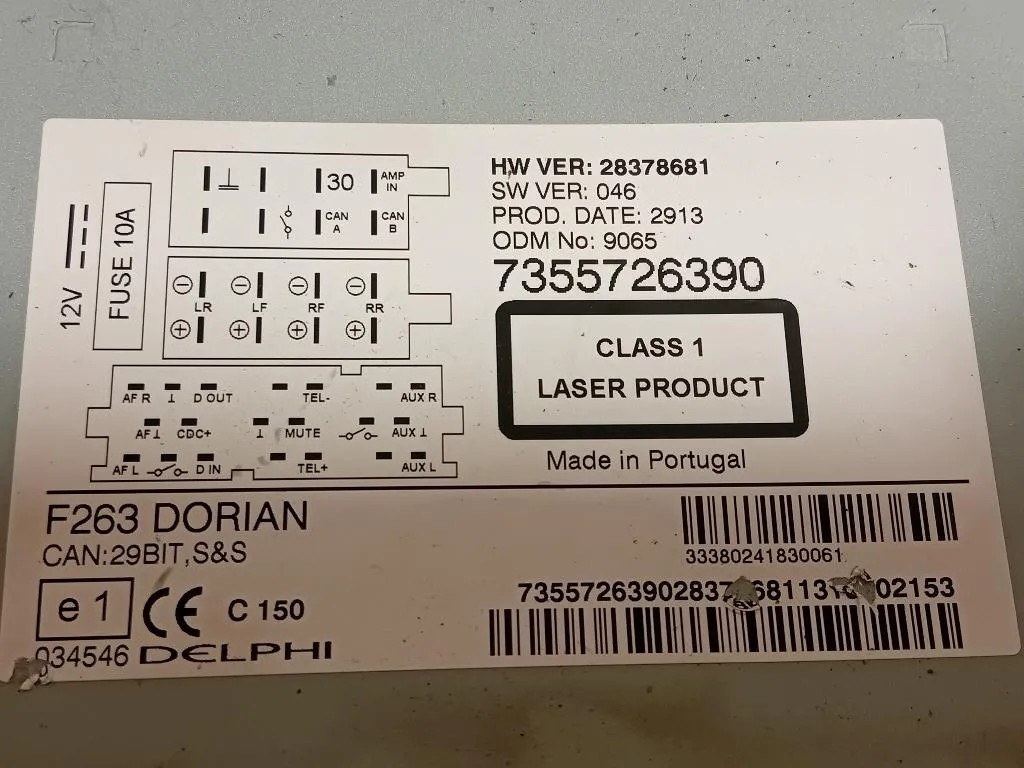 12V
FUSE 10A
30 AMP IN
CAN A CAN B
LR LF RF RR
AF R ⊥ D OUT TEL- AUX R
AF⊥ CDC+ ⊥ MUTE AUX ⊥
AF L D IN TEL+ AUX L
HW VER: 28378681
SW VER: 046
PROD. DATE: 2913
ODM No: 9065
7355726390
CLASS 1
LASER PRODUCT
Made in Portugal
F263 DORIAN
CAN:29BIT,S&S
33380241830061
e 1 CE C 150
034546 DELPHI